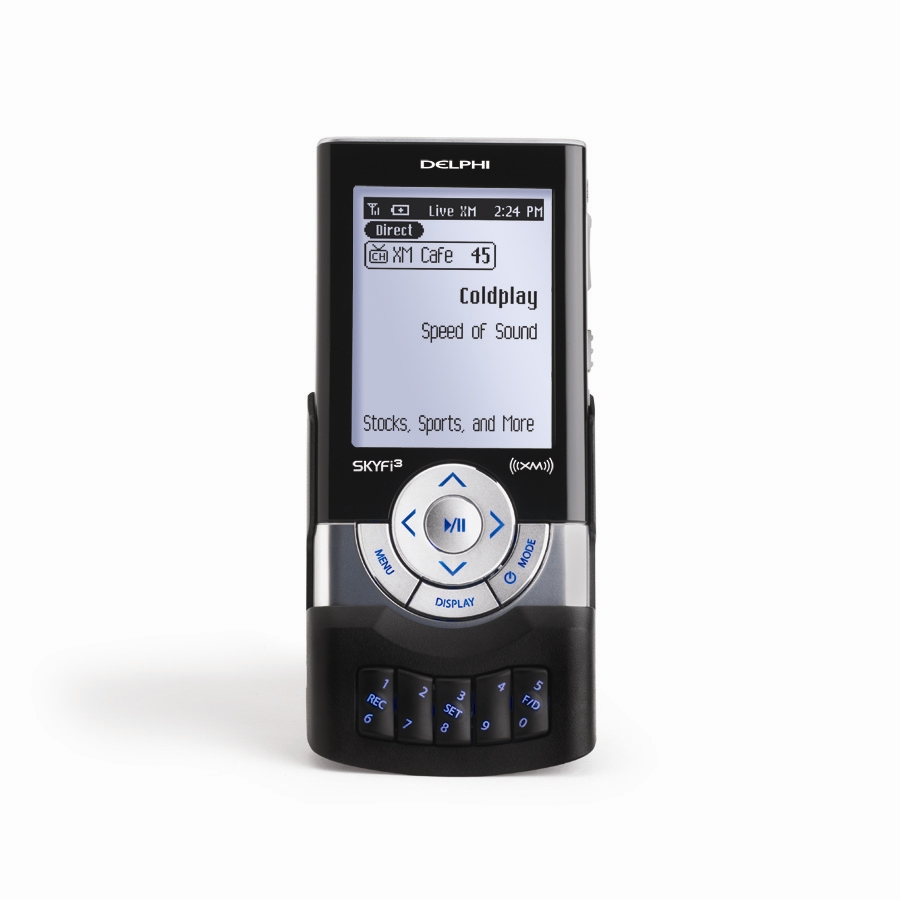 DELPHI
Live XM 2:24 PM
Direct
CH XM Cafe 45
Coldplay
Speed of Sound
Stocks, Sports, and More
SKYFi3 ((XM))
MENU
DISPLAY
MODE
1 2 3 4 5
REC SET F/D
6 7 8 9 0